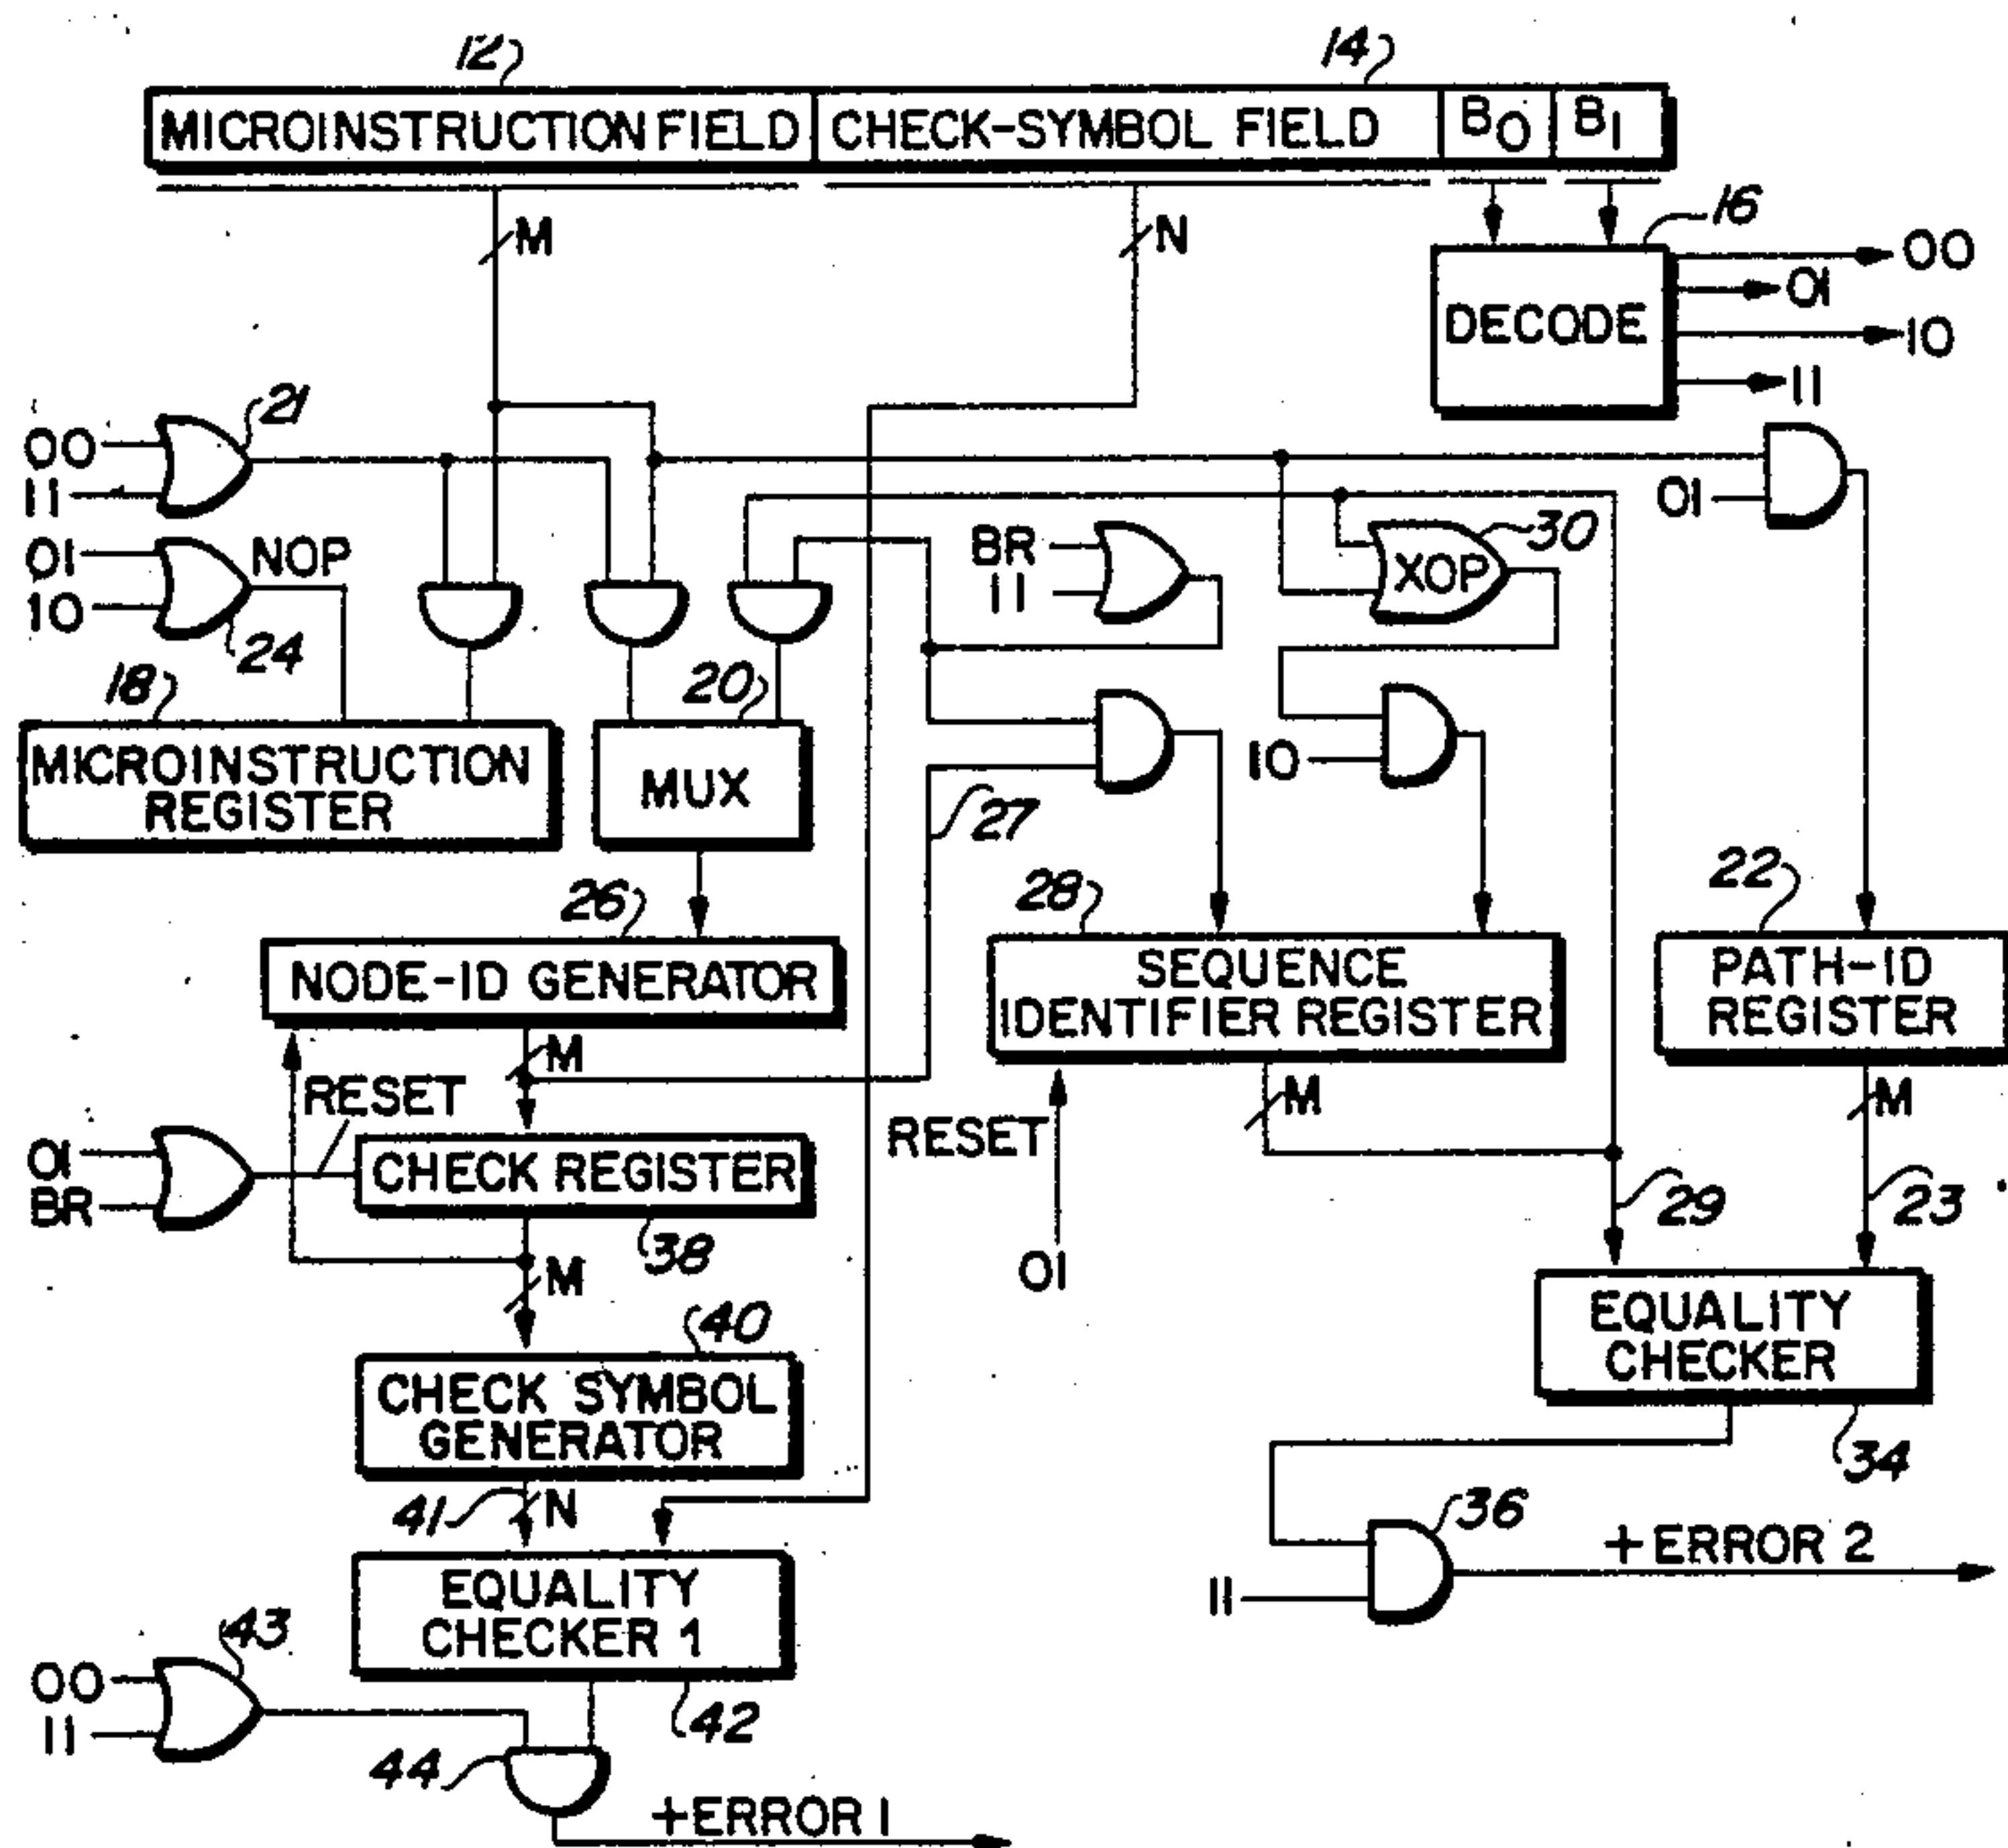 12
14
MICROINSTRUCTION FIELD
CHECK-SYMBOL FIELD
B0
B1
M
N
16
DECODE
00
01
10
11
21
00
11
01
10
NOP
24
BR
11
XOP
30
01
18
20
MICROINSTRUCTION
REGISTER
MUX
27
10
26
28
22
NODE-ID GENERATOR
SEQUENCE
IDENTIFIER REGISTER
PATH-ID
REGISTER
M
RESET
M
M
RESET
01
BR
CHECK REGISTER
38
01
29
23
M
40
CHECK SYMBOL
GENERATOR
EQUALITY
CHECKER
34
41
N
36
+ERROR 2
11
EQUALITY
CHECKER 1
43
00
11
42
44
+ERROR 1